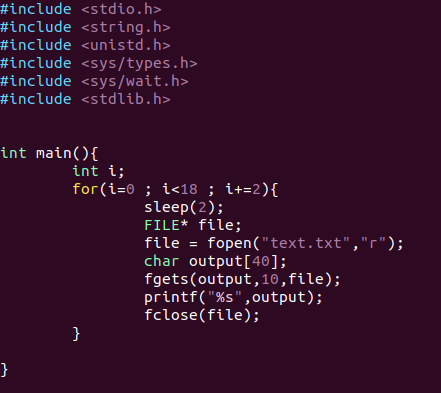 #include <stdio.h>
#include <string.h>
#include <unistd.h>
#include <sys/types.h>
#include <sys/wait.h>
#include <stdlib.h>
int main(){
int i;
for(i=0 ; i<18 ; i+=2){
sleep(2);
FILE* file;
file = fopen("text.txt","r");
char output[40];
fgets(output,10,file);
printf("%s",output);
fclose(file);
}
}